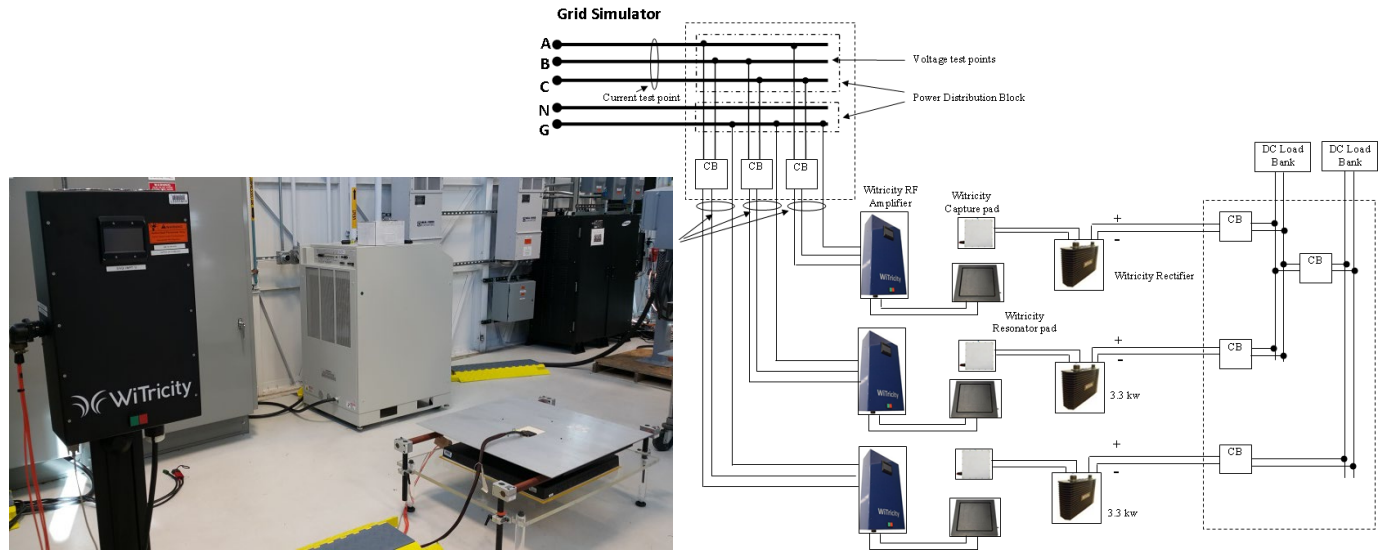 Grid Simulator
A
B
C
N
G
Current test point
Voltage test points
Power Distribution Block
CB
CB
CB
Witricity RF
Amplifier
Witricity
Capture pad
Witricity
Resonator pad
Witricity Rectifier
+
-
CB
DC Load
Bank
DC Load
Bank
CB
+
-
CB
3.3 kw
+
-
CB
3.3 kw
WiTricity
WiTricity
WiTricity
WiTricity